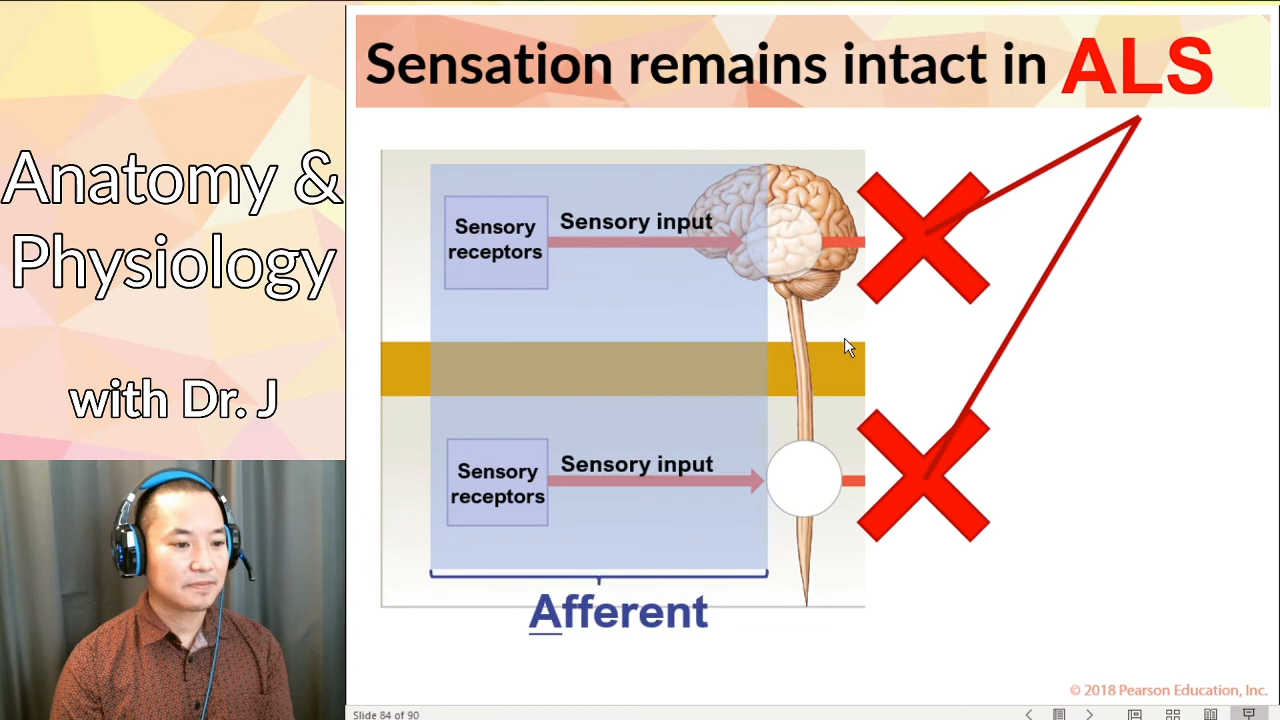 Anatomy &
Physiology
with Dr. J
Sensation remains intact in ALS
Sensory
receptors
Sensory input
Sensory
receptors
Sensory input
Afferent
© 2018 Pearson Education, Inc.
Slide 84 of 90